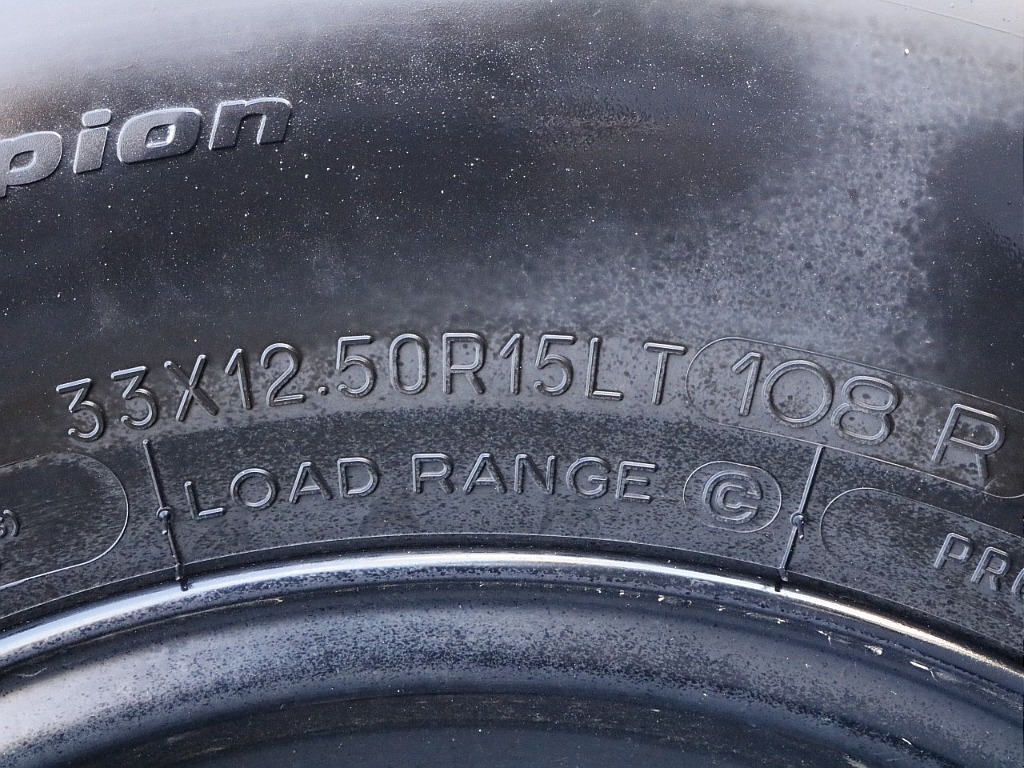 pion
33X12.50R15LT 108 R
LOAD RANGE C